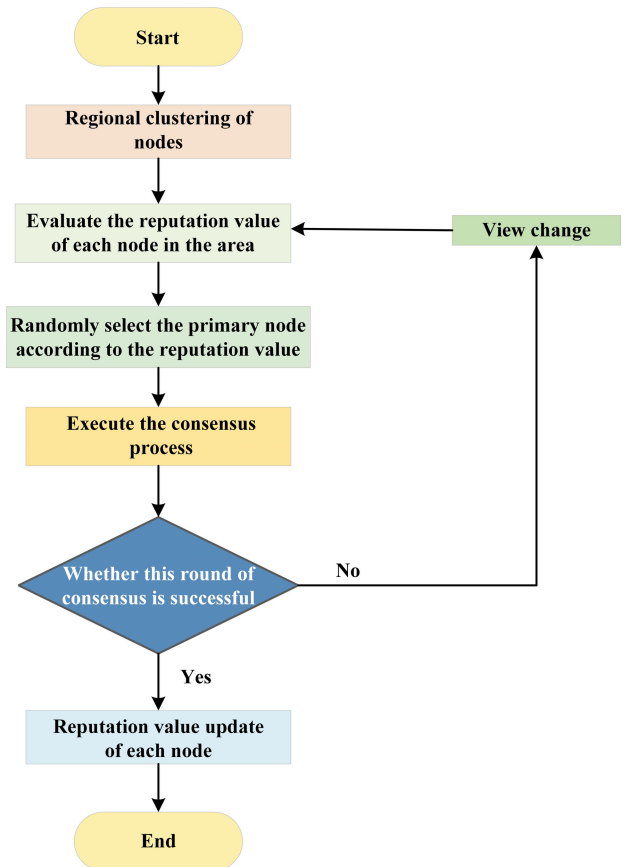 Start
Regional clustering of
nodes
Evaluate the reputation value
of each node in the area
View change
Randomly select the primary node
according to the reputation value
Execute the consensus
process
Whether this round of
consensus is successful
No
Yes
Reputation value update
of each node
End